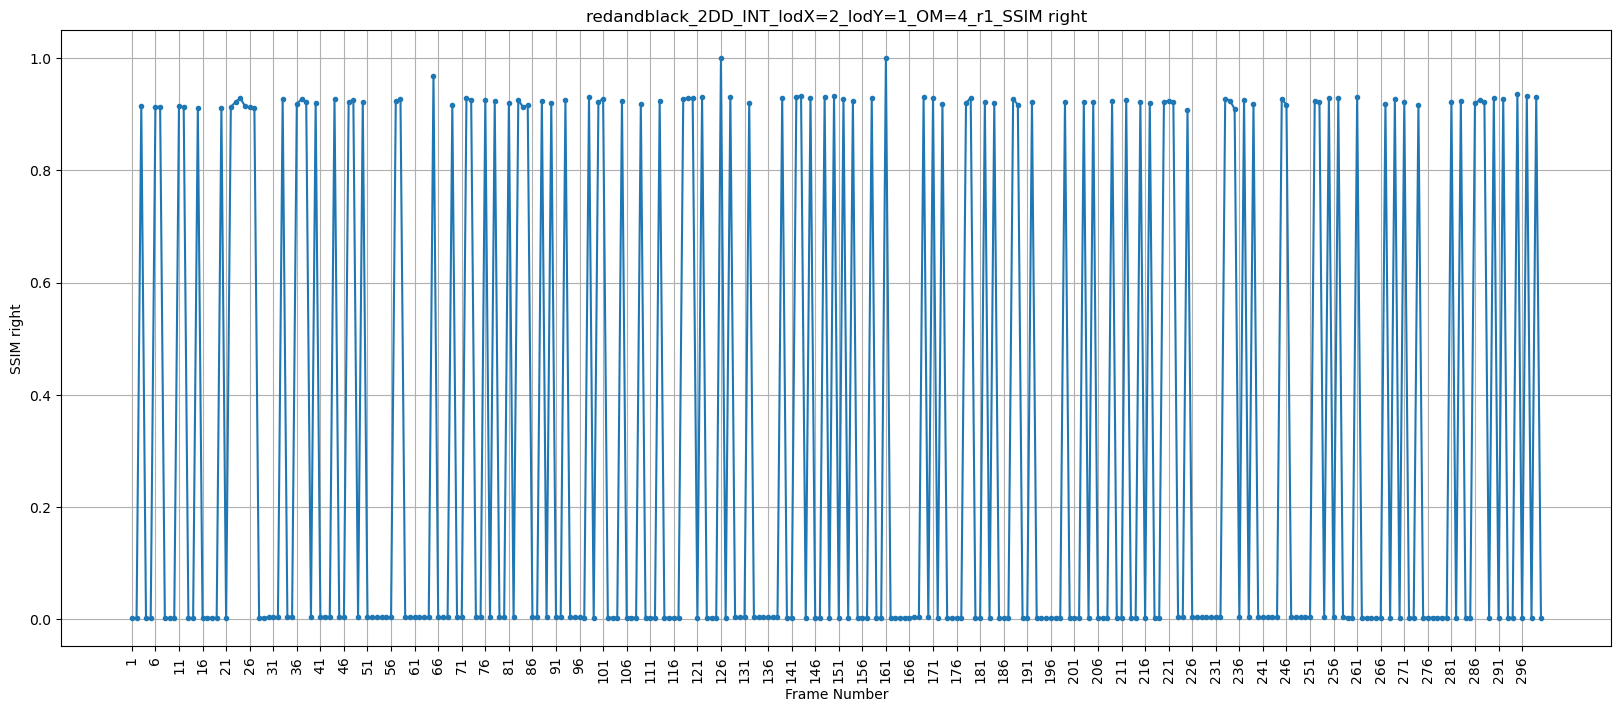 redandblack_2DD_INT_lodX=2_lodY=1_OM=4_r1_SSIM right
1.0
0.8
0.6
0.4
0.2
0.0
SSIM right
1 6 11 16 21 26 31 36 41 46 51 56 61 66 71 76 81 86 91 96 101 106 111 116 121 126 131 136 141 146 151 156 161 166 171 176 181 186 191 196 201 206 211 216 221 226 231 236 241 246 251 256 261 266 271 276 281 286 291 296
Frame Number